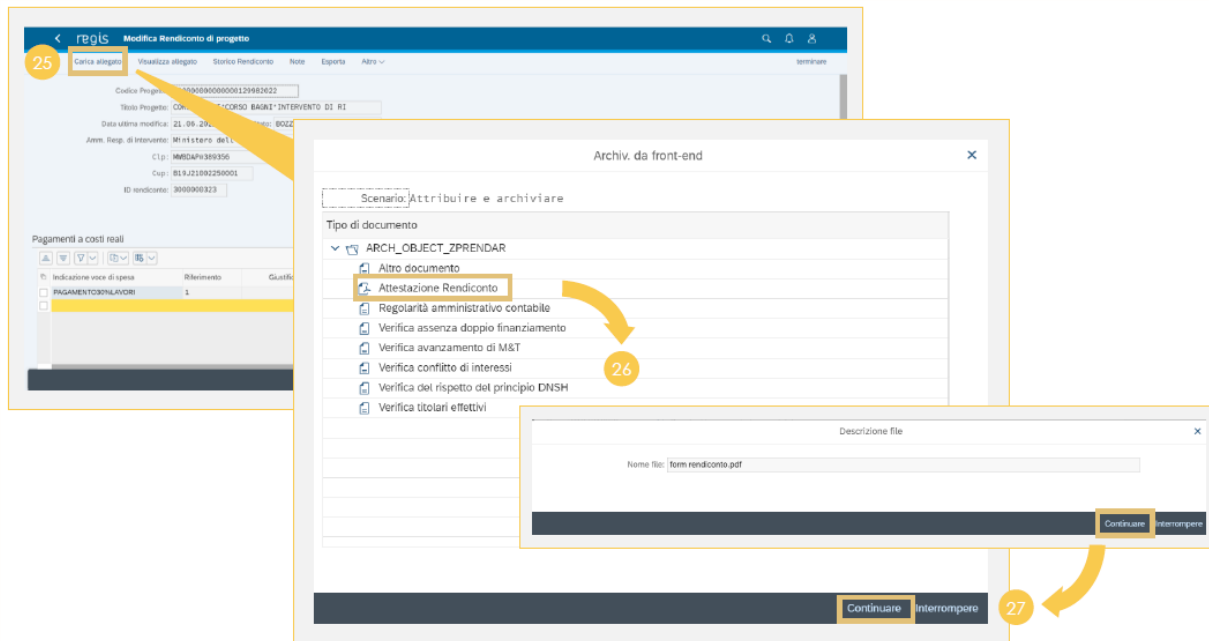 regis Modifica Rendiconto di progetto
25
Carica allegato Visualizza allegato Storico Rendiconto Note Esporta Altro terminare
Codice
Titolo Progetto: BAGNI*INTERVENTO DI RI
Data ultima modifica: 21.06.
Amm. Resp. di Intervento: Ministero
Clp:
Cup: B19J21002250001
ID rendiconto: 3000000323
Pagamenti a costi reali
Indicazione voce di spesa Riferimento
PAGAMENTO30%LAVORI 1
Archiv. da front-end
Scenario: Attribuire e archiviare
Tipo di documento
ARCH_OBJECT_ZPRENDAR
Altro documento
Attestazione Rendiconto
Regolarità amministrativo contabile
Verifica assenza doppio finanziamento
Verifica avanzamento di M&T
Verifica conflitto di interessi
Verifica del rispetto del principio DNSH
Verifica titolari effettivi
26
Continuare Interrompere
Descrizione file
Nome file: form rendiconto.pdf
Continuare Interrompere
27